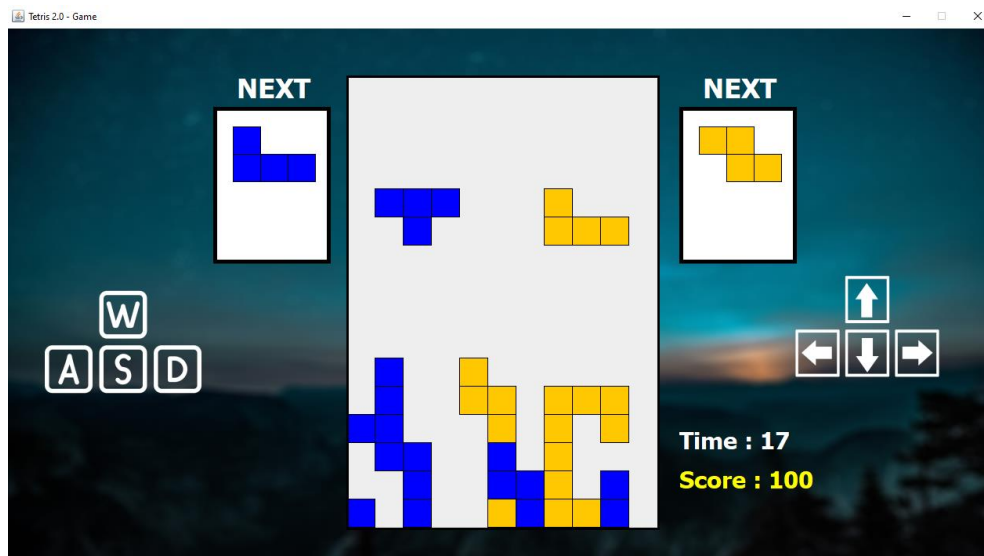 Tetris 2.0 - Game
NEXT
NEXT
W
A S D
Time : 17
Score : 100